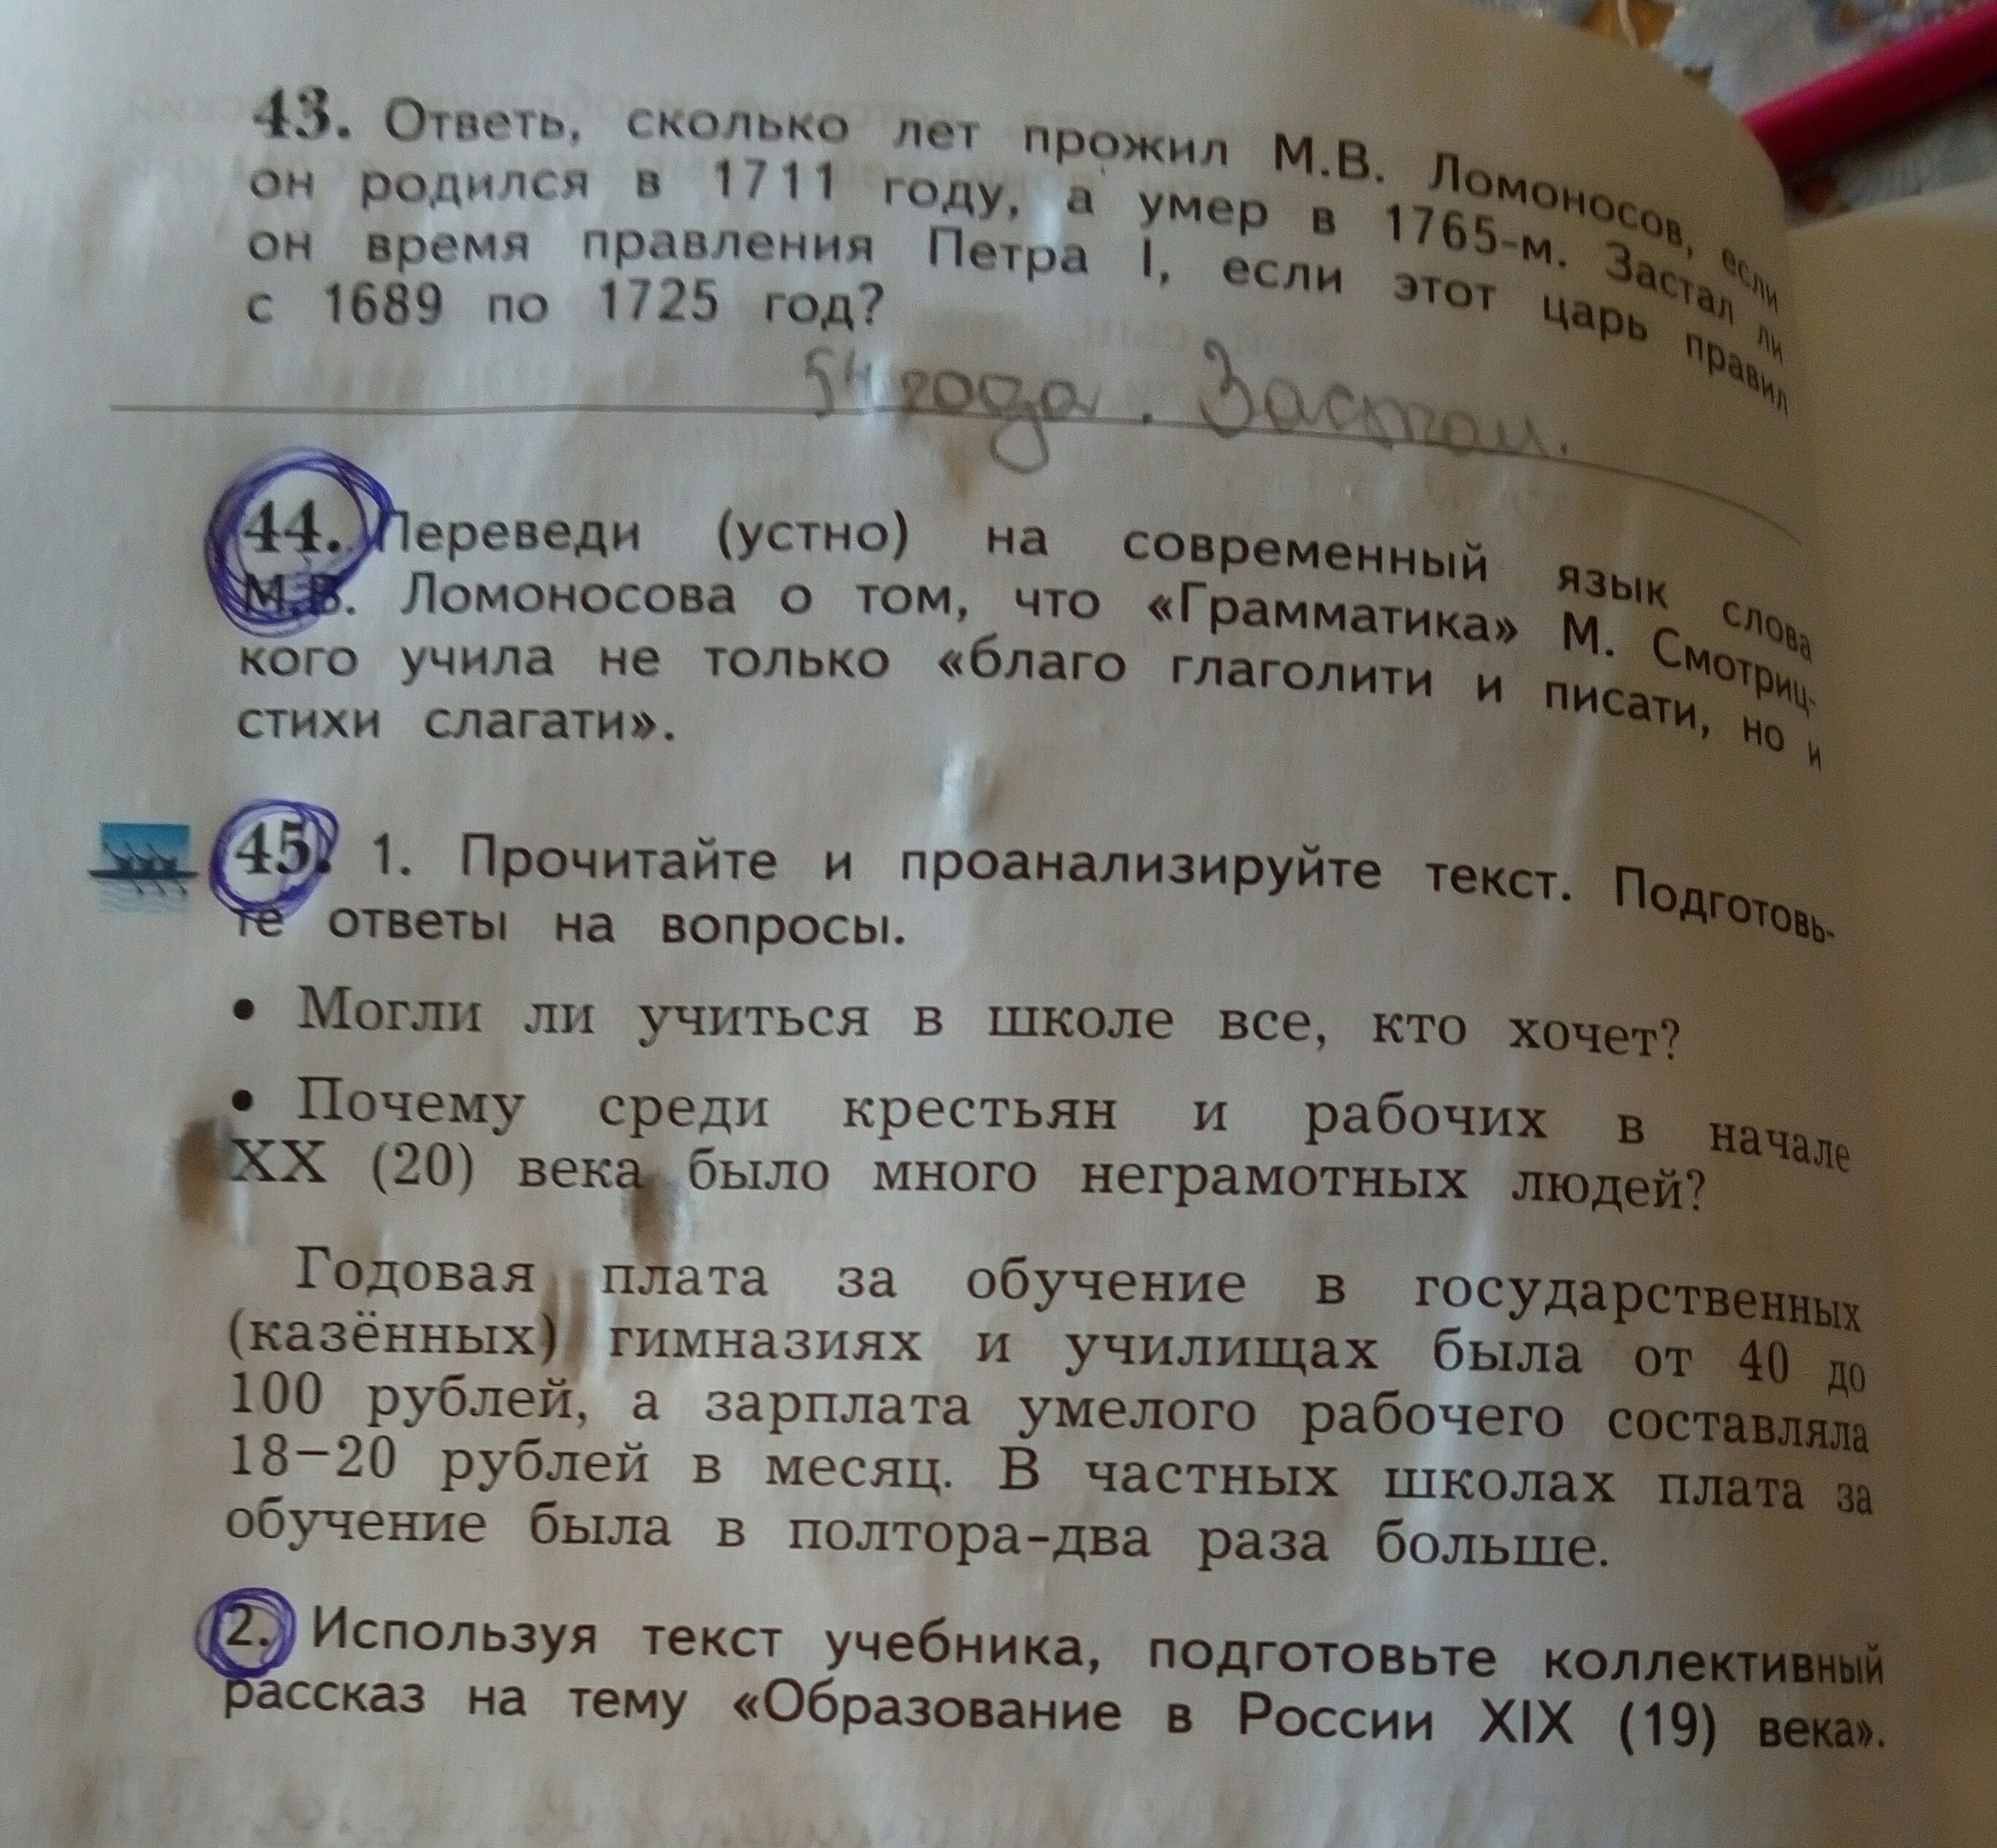 43. Ответь, сколько лет прожил М.В. Ломоносов, если
он родился в 1711 году, а умер в 1765-м. Застал ли
он время правления Петра I, если этот царь правил
с 1689 по 1725 год?
54 года. Застал.
44. Переведи (устно) на современный язык слова
М.В. Ломоносова о том, что «Грамматика» М. Смотриц-
кого учила не только «благо глаголити и писати, но и
стихи слагати».
45. 1. Прочитайте и проанализируйте текст. Подготовь-
те ответы на вопросы.
• Могли ли учиться в школе все, кто хочет?
• Почему среди крестьян и рабочих в начале
XX (20) века было много неграмотных людей?
Годовая плата за обучение в государственных
(казённых) гимназиях и училищах была от 40 до
100 рублей, а зарплата умелого рабочего составляла
18—20 рублей в месяц. В частных школах плата за
обучение была в полтора-два раза больше.
2. Используя текст учебника, подготовьте коллективный
рассказ на тему «Образование в России XIX (19) века».